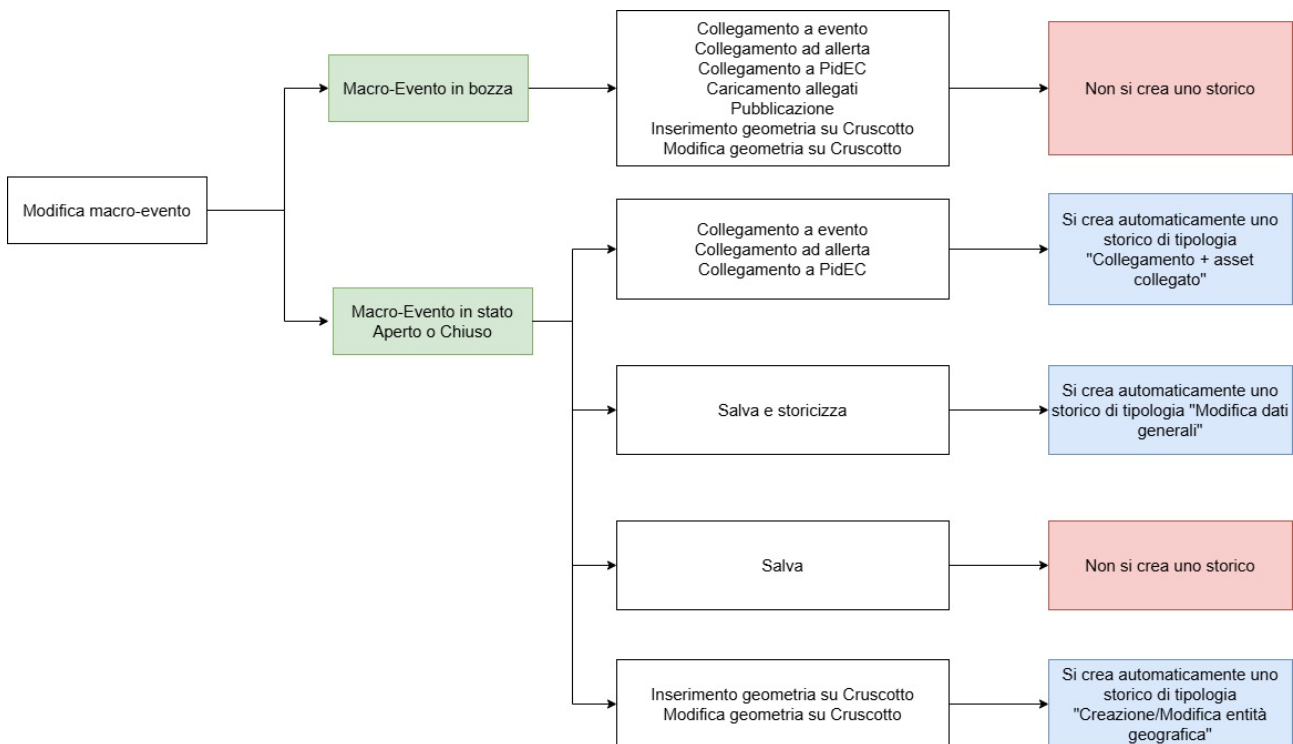 Modifica macro-evento
Macro-Evento in bozza
Collegamento a evento
Collegamento ad allerta
Collegamento a PidEC
Caricamento allegati
Pubblicazione
Inserimento geometria su Cruscotto
Modifica geometria su Cruscotto
Non si crea uno storico
Macro-Evento in stato
Aperto o Chiuso
Collegamento a evento
Collegamento ad allerta
Collegamento a PidEC
Si crea automaticamente uno
storico di tipologia
"Collegamento + asset
collegato"
Salva e storicizza
Si crea automaticamente uno
storico di tipologia "Modifica dati
generali"
Salva
Non si crea uno storico
Inserimento geometria su Cruscotto
Modifica geometria su Cruscotto
Si crea automaticamente uno
storico di tipologia
"Creazione/Modifica entità
geografica"